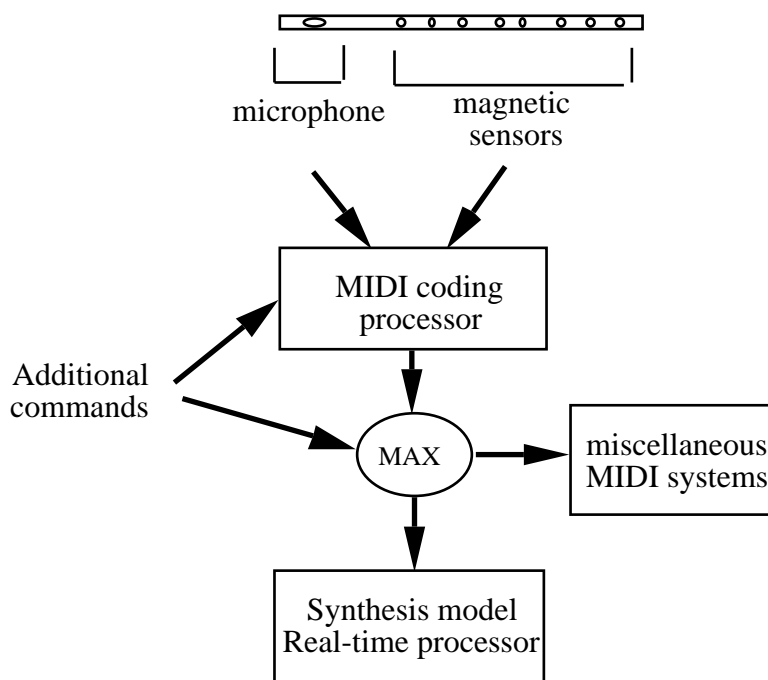 microphone
magnetic
sensors
MIDI coding
processor
Additional
commands
MAX
miscellaneous
MIDI systems
Synthesis model
Real-time processor